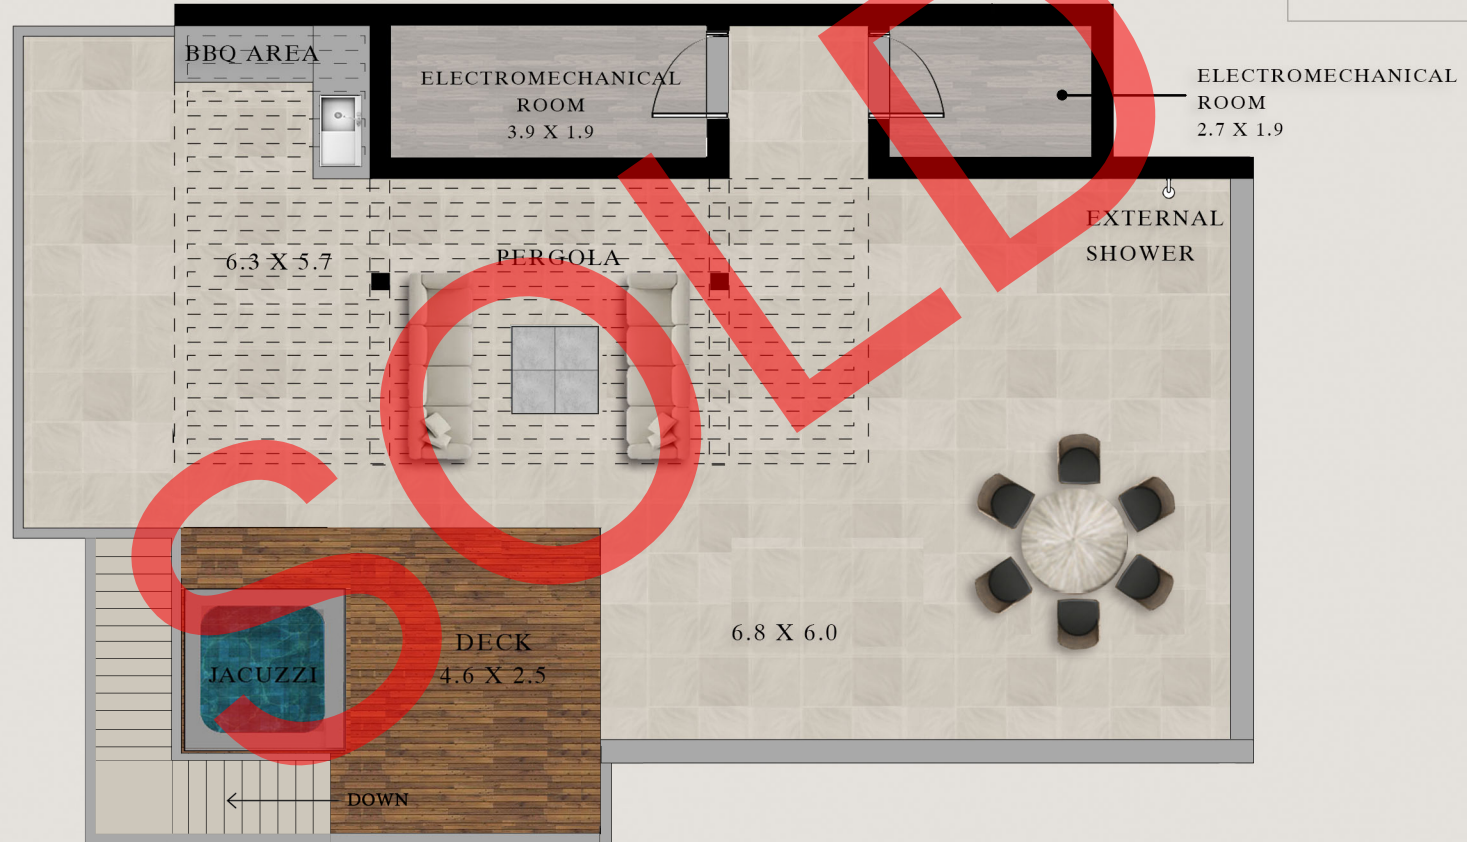 BBQ AREA
ELECTROMECHANICAL
ROOM
3.9 X 1.9
ELECTROMECHANICAL
ROOM
2.7 X 1.9
EXTERNAL
SHOWER
6.3 X 5.7
PERGOLA
SOLD
6.8 X 6.0
DECK
4.6 X 2.5
JACUZZI
DOWN